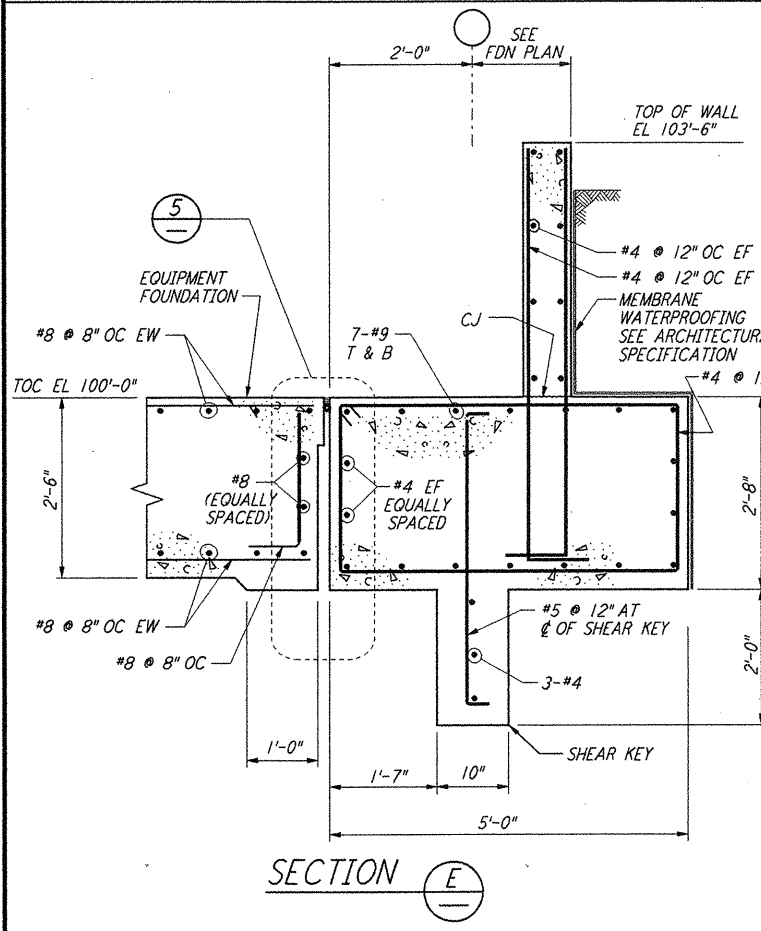 SEE
FDN PLAN
2'-0"
TOP OF WALL
EL 103'-6"
5
#4 @ 12" OC EF
#4 @ 12" OC EF
EQUIPMENT
FOUNDATION
MEMBRANE
WATERPROOFING
SEE ARCHITECTURA
SPECIFICATION
#8 @ 8" OC EW
7-#9
T & B
CJ
#4 @ 1
TOC EL 100'-0"
2'-6"
#8
(EQUALLY
SPACED)
#4 EF
EQUALLY
SPACED
2'-8"
#5 @ 12" AT
℄ OF SHEAR KEY
#8 @ 8" OC EW
#8 @ 8" OC
3-#4
2'-0"
SHEAR KEY
1'-0"
1'-7"
10"
5'-0"
SECTION E